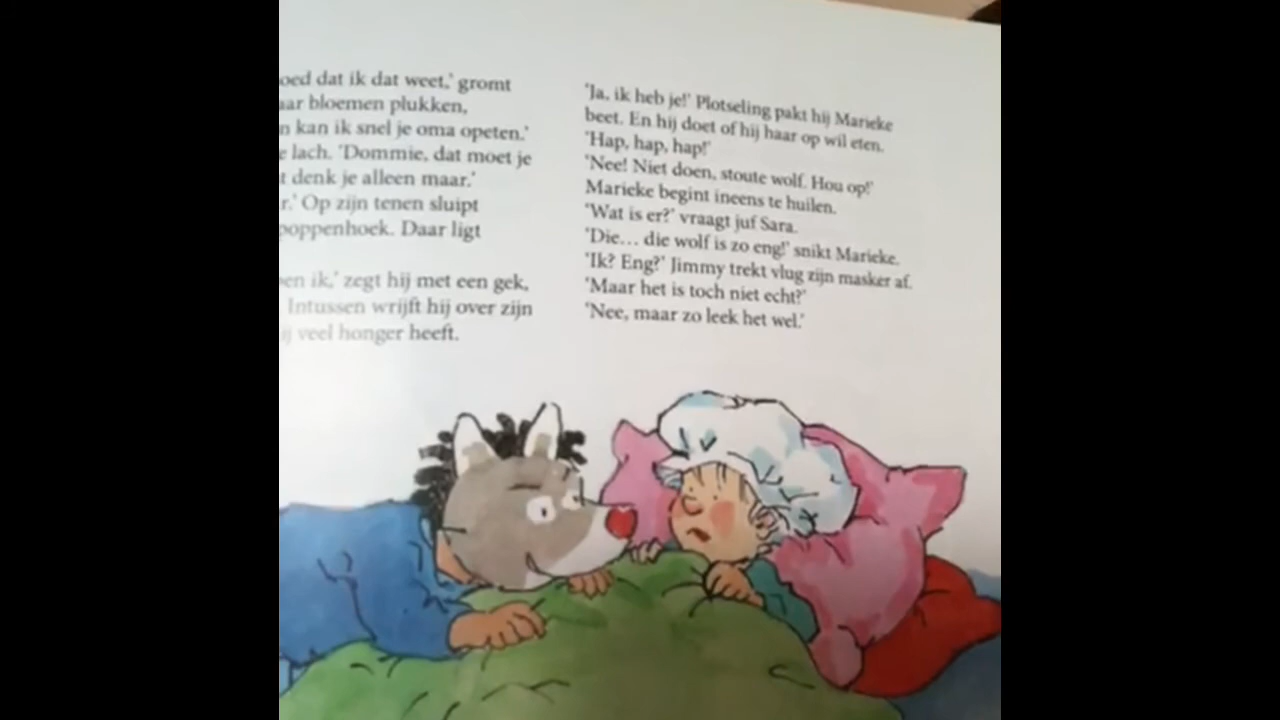 oed dat ik dat weet,' gromt
aar bloemen plukken,
n kan ik snel je oma opeten.'
e lach. 'Dommie, dat moet je
t denk je alleen maar.'
r.' Op zijn tenen sluipt
poppenhoek. Daar ligt
en ik,' zegt hij met een gek,
Intussen wrijft hij over zijn
ij veel honger heeft.
'Ja, ik heb je!' Plotseling pakt hij Marieke
beet. En hij doet of hij haar op wil eten.
'Hap, hap, hap!'
'Nee! Niet doen, stoute wolf. Hou op!'
Marieke begint ineens te huilen.
'Wat is er?' vraagt juf Sara.
'Die... die wolf is zo eng!' snikt Marieke.
'Ik? Eng?' Jimmy trekt vlug zijn masker af.
'Maar het is toch niet echt?'
'Nee, maar zo leek het wel.'